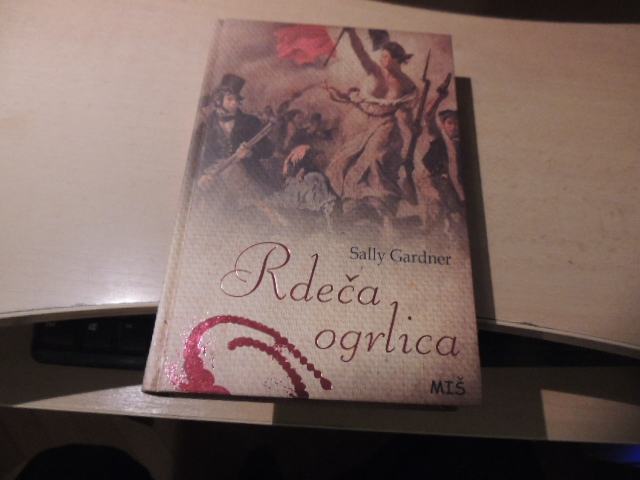 Sally Gardner
Rdeča
ogrlica
MIŠ